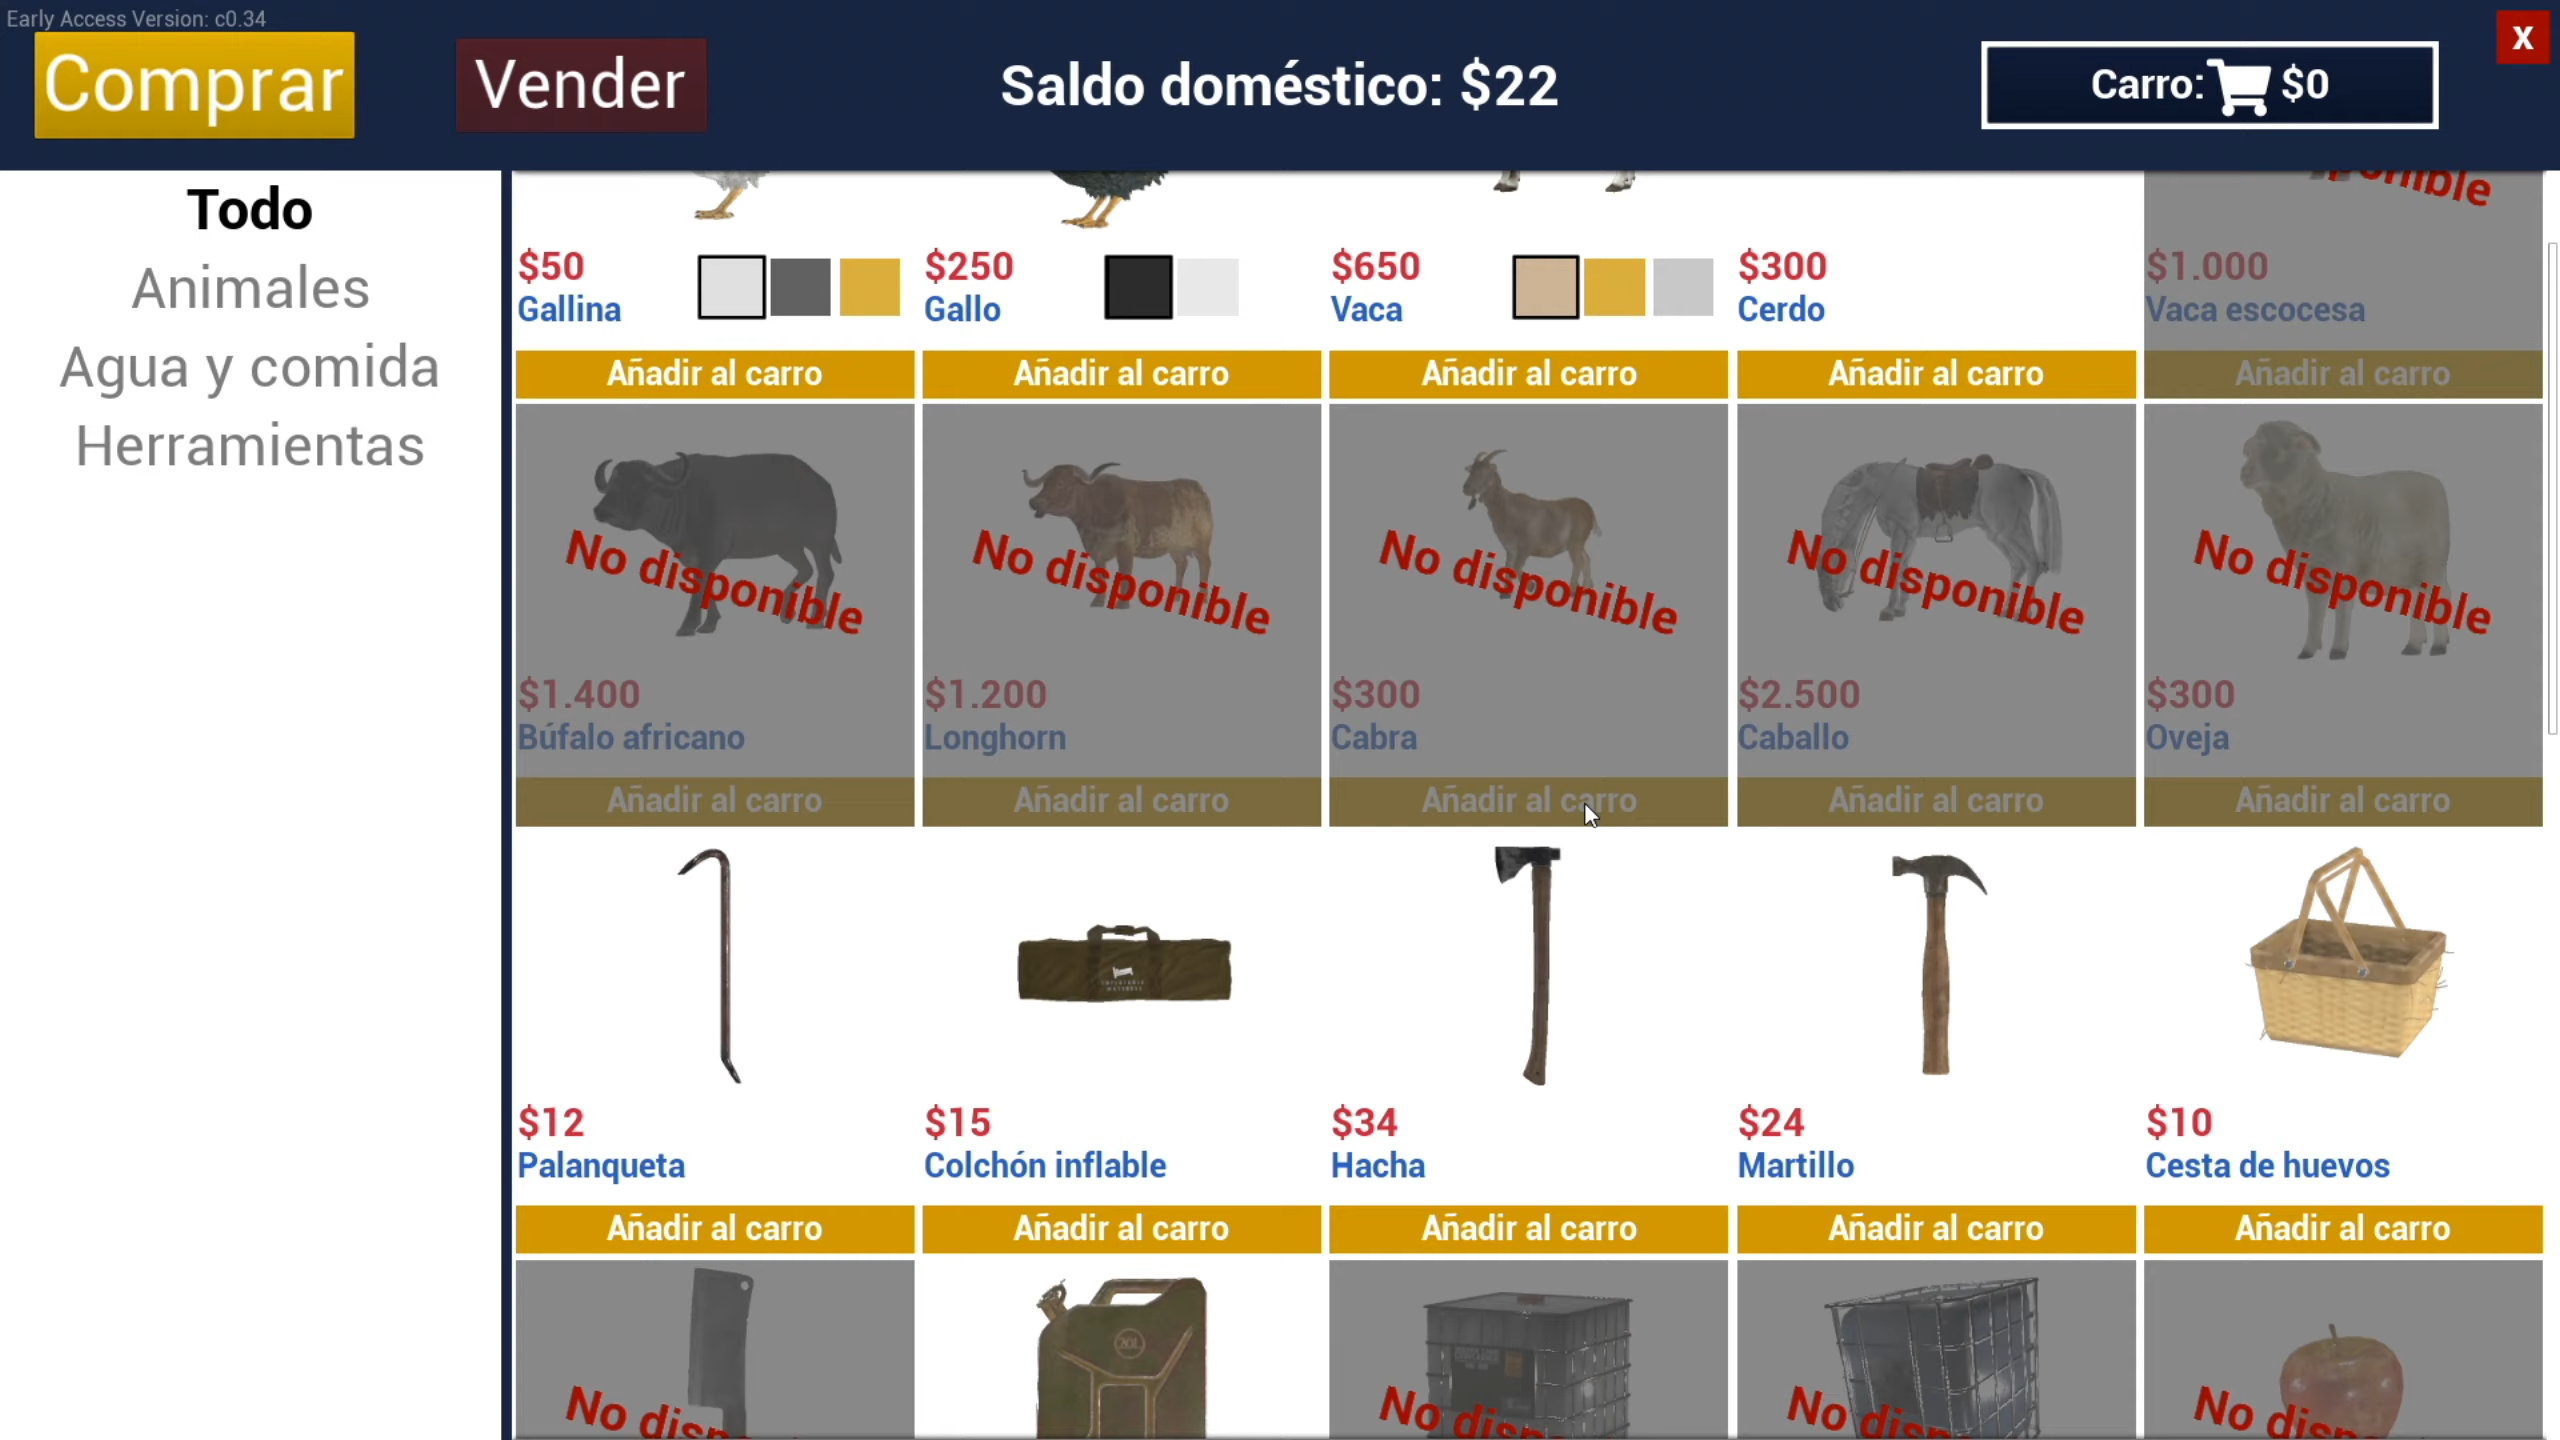 Early Access Version: c0.34
Comprar
Vender
Saldo doméstico: $22
Carro: $0
X
Todo
Animales
Agua y comida
Herramientas
$50
Gallina
Añadir al carro
$250
Gallo
Añadir al carro
$650
Vaca
Añadir al carro
$300
Cerdo
Añadir al carro
$1.000
Vaca escocesa
Añadir al carro
No disponible
$1.400
Búfalo africano
Añadir al carro
No disponible
$1.200
Longhorn
Añadir al carro
No disponible
$300
Cabra
Añadir al carro
No disponible
$2.500
Caballo
Añadir al carro
No disponible
$300
Oveja
Añadir al carro
$12
Palanqueta
Añadir al carro
$15
Colchón inflable
Añadir al carro
$34
Hacha
Añadir al carro
$24
Martillo
Añadir al carro
$10
Cesta de huevos
Añadir al carro
No
20L
No
No
No